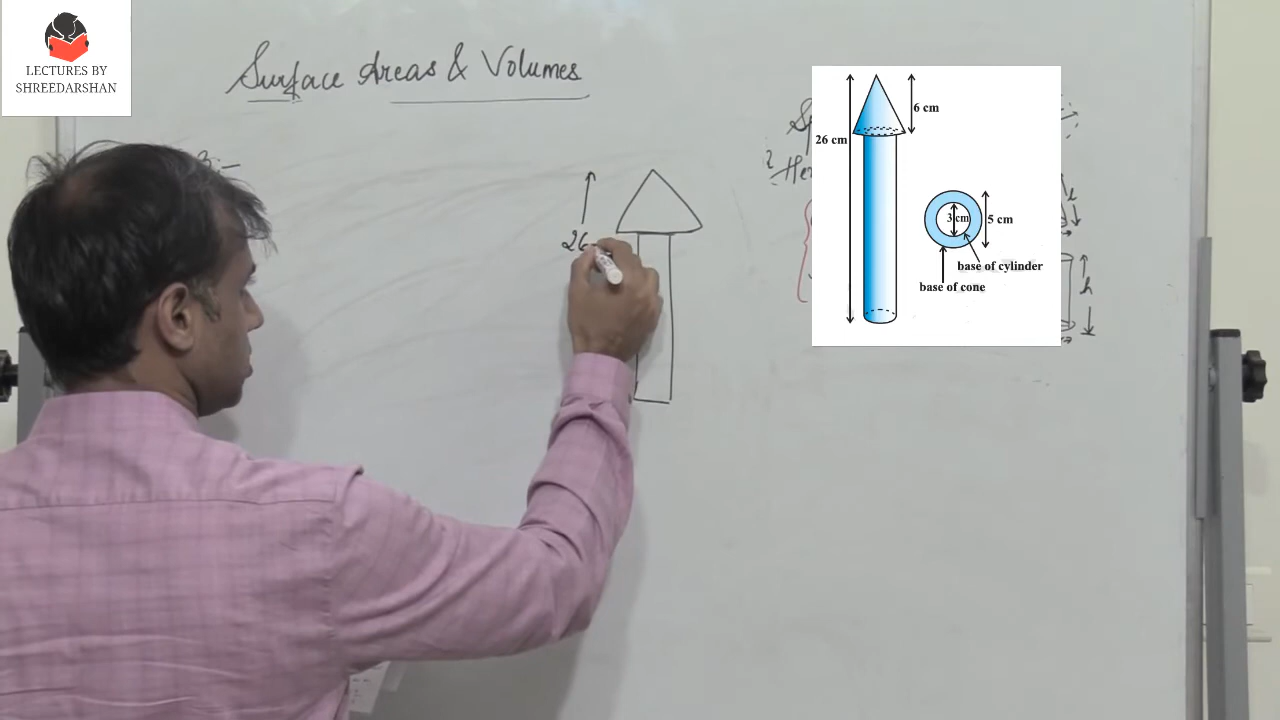 LECTURES BY
SHREEDARSHAN
Surface Areas & Volumes
3:-
26
h
6 cm
26 cm
3 cm
5 cm
base of cylinder
base of cone